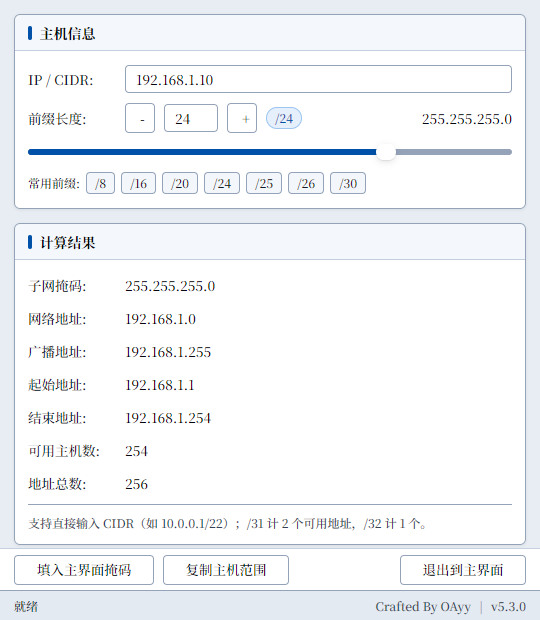 主机信息
IP / CIDR: 192.168.1.10
前缀长度: - 24 + /24 255.255.255.0
常用前缀: /8 /16 /20 /24 /25 /26 /30
计算结果
子网掩码: 255.255.255.0
网络地址: 192.168.1.0
广播地址: 192.168.1.255
起始地址: 192.168.1.1
结束地址: 192.168.1.254
可用主机数: 254
地址总数: 256
支持直接输入 CIDR（如 10.0.0.1/22）；/31 计 2 个可用地址，/32 计 1 个。
填入主界面掩码 复制主机范围 退出到主界面
就绪 Crafted By OAyy | v5.3.0